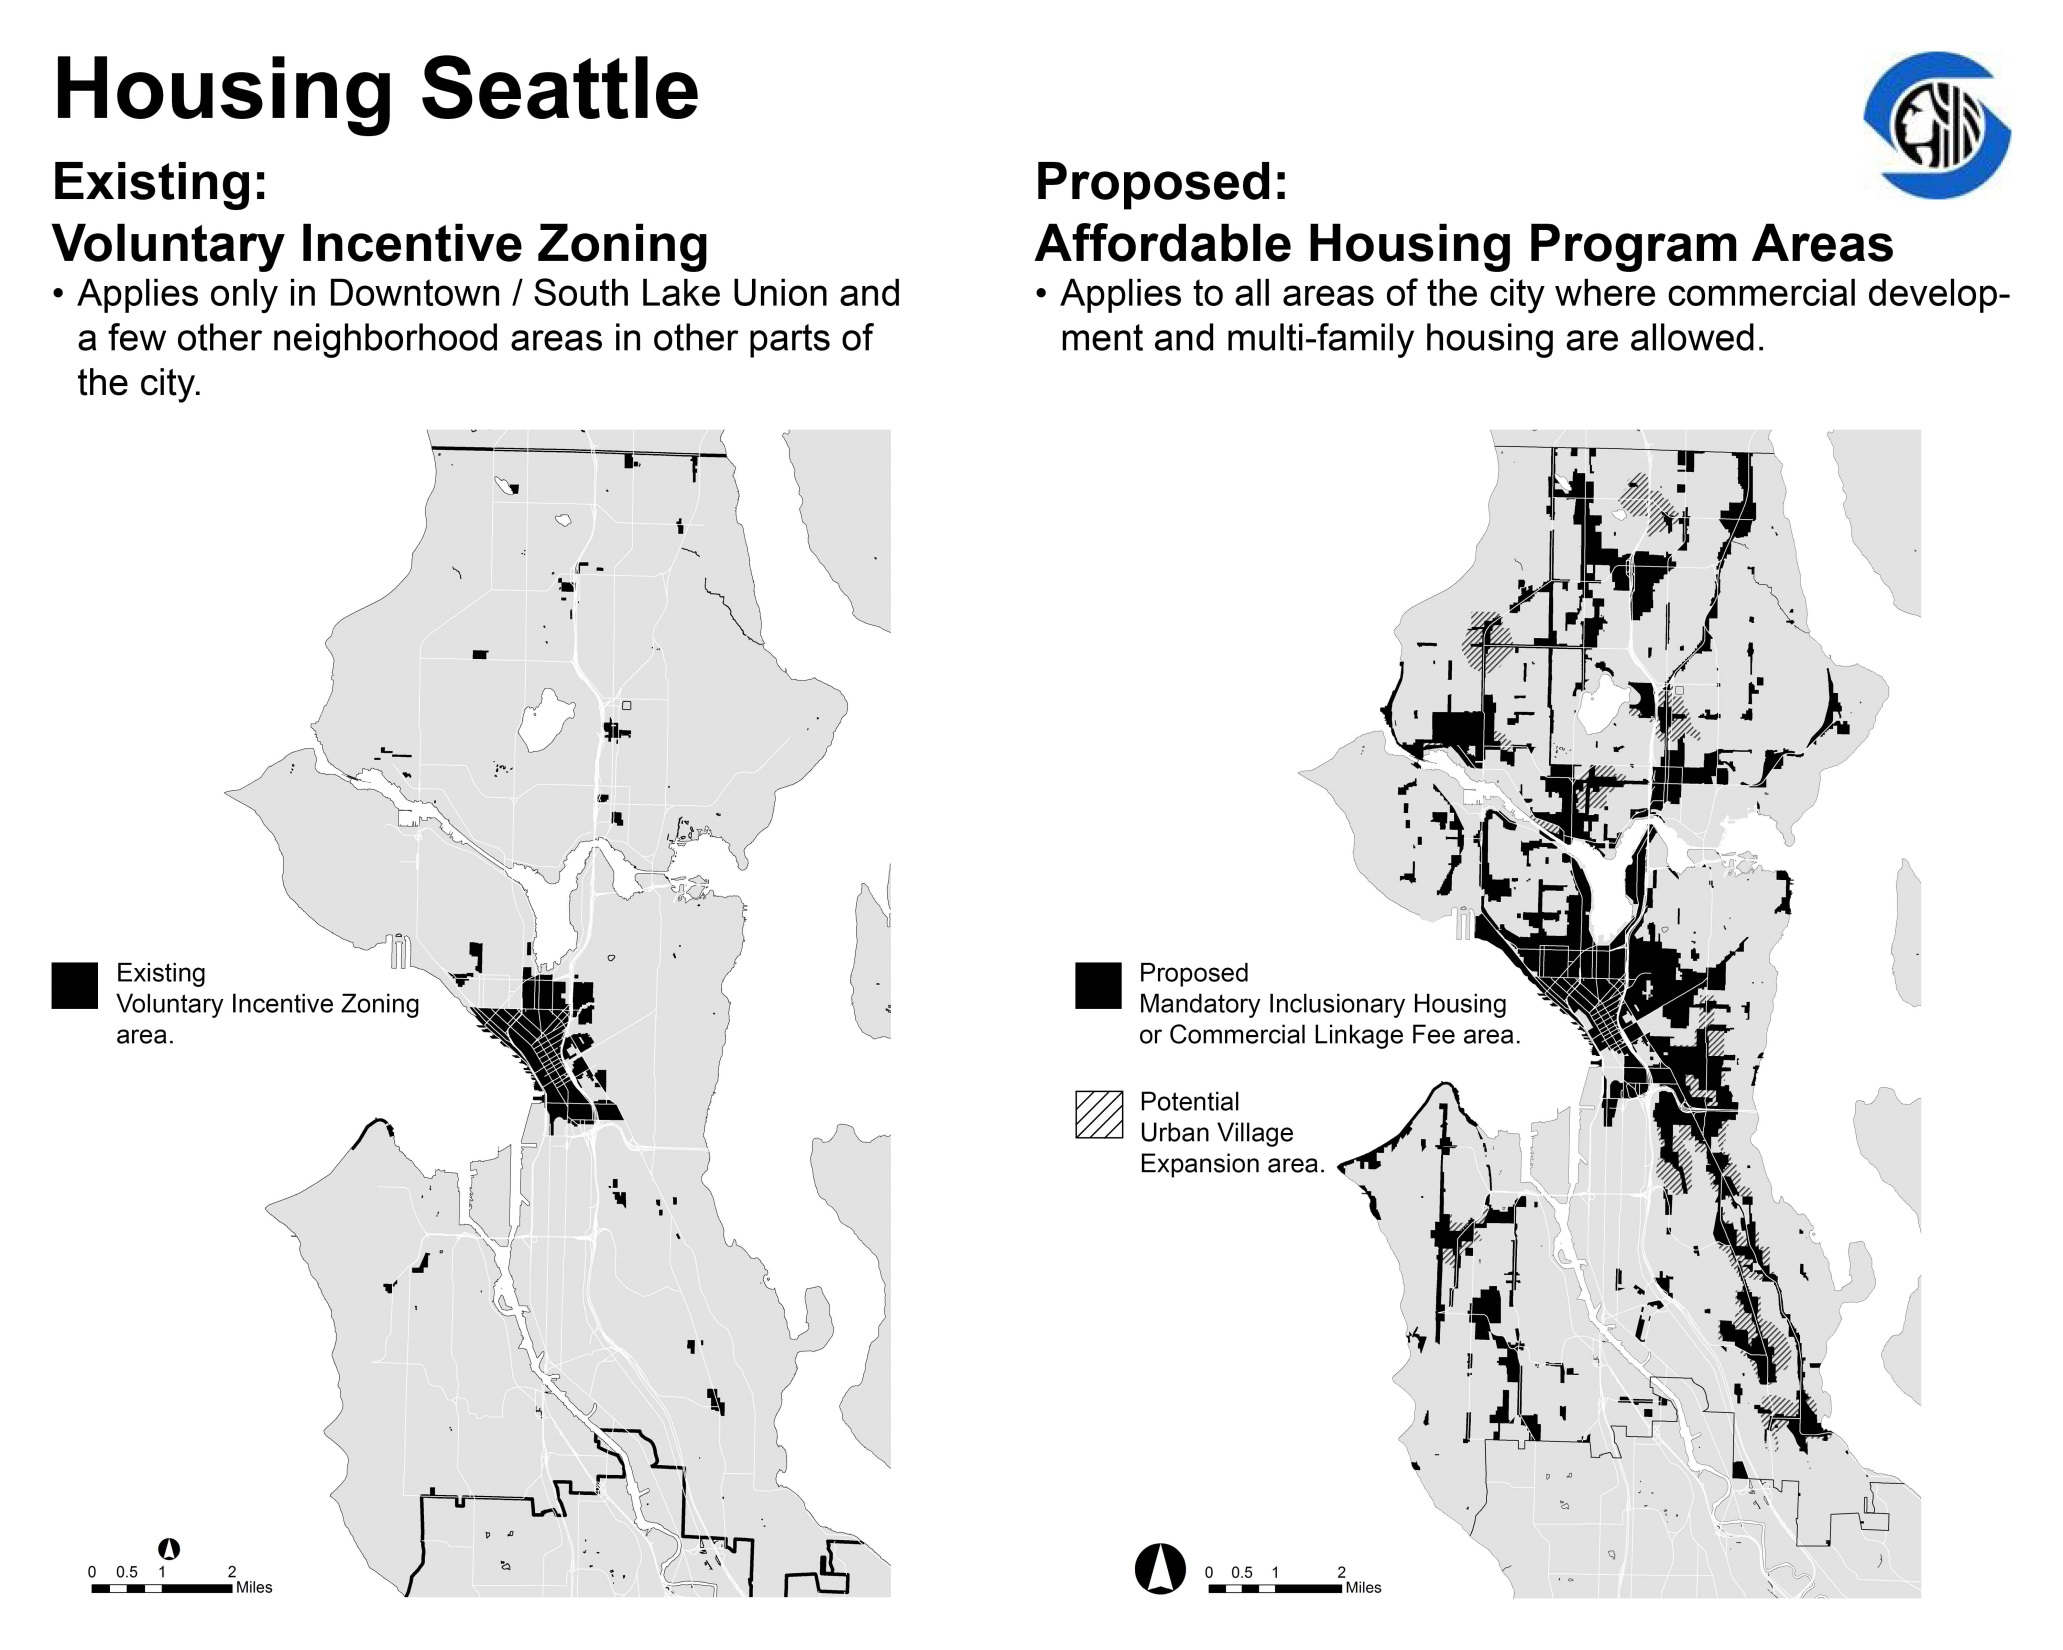 Housing Seattle
Existing:
Voluntary Incentive Zoning
• Applies only in Downtown / South Lake Union and
a few other neighborhood areas in other parts of
the city.
Proposed:
Affordable Housing Program Areas
• Applies to all areas of the city where commercial develop-
ment and multi-family housing are allowed.
Existing
Voluntary Incentive Zoning
area.
0 0.5 1 2
Miles
Proposed
Mandatory Inclusionary Housing
or Commercial Linkage Fee area.
Potential
Urban Village
Expansion area.
0 0.5 1 2
Miles